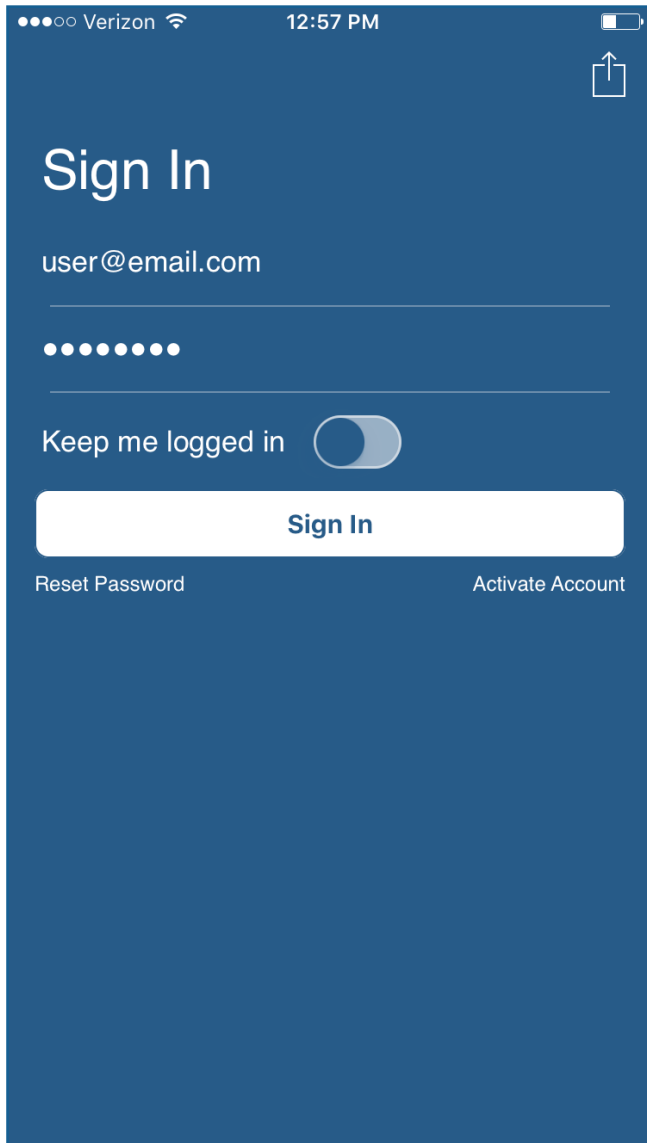 Verizon 12:57 PM
Sign In
user@email.com
••••••••
Keep me logged in
Sign In
Reset Password Activate Account